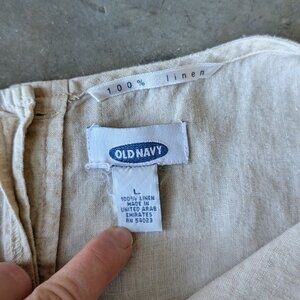 100% linen
OLD NAVY
L
100% LINEN
MADE IN
UNITED ARAB
EMIRATES
RN 54023